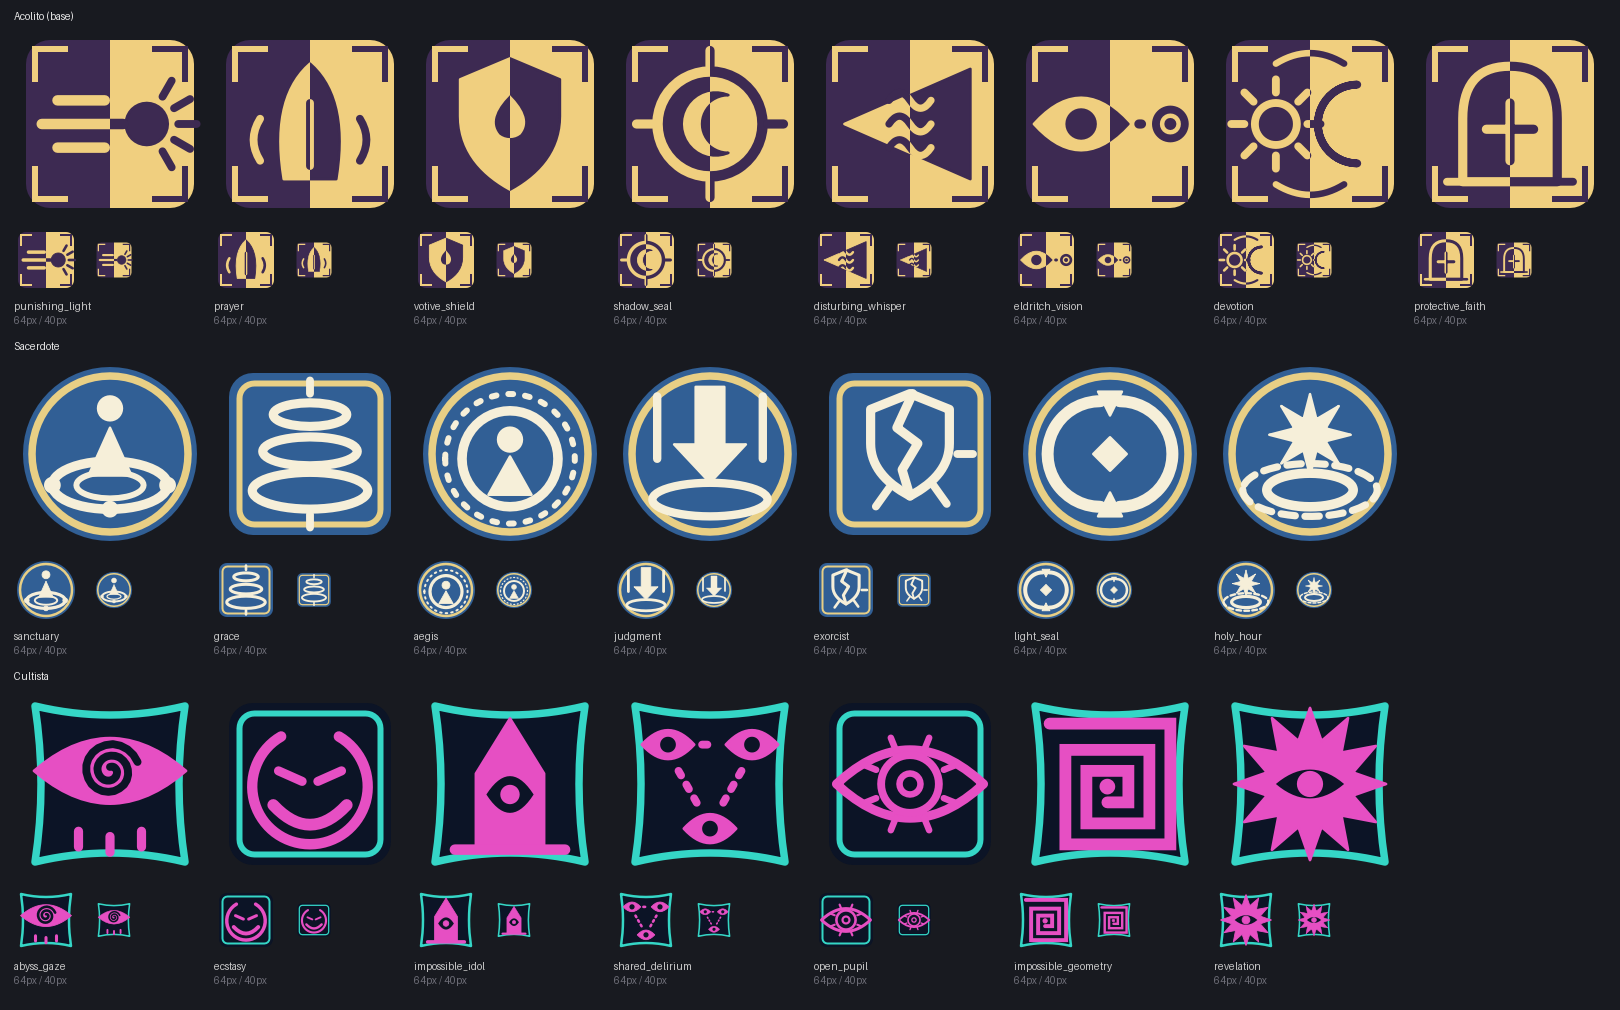 Acolito (base)
punishing_light prayer votive_shield shadow_seal disturbing_whisper eldritch_vision devotion protective_faith
64px / 40px 64px / 40px 64px / 40px 64px / 40px 64px / 40px 64px / 40px 64px / 40px 64px / 40px
Sacerdote
sanctuary grace aegis judgment exorcist light_seal holy_hour
64px / 40px 64px / 40px 64px / 40px 64px / 40px 64px / 40px 64px / 40px 64px / 40px
Cultista
abyss_gaze ecstasy impossible_idol shared_delirium open_pupil impossible_geometry revelation
64px / 40px 64px / 40px 64px / 40px 64px / 40px 64px / 40px 64px / 40px 64px / 40px